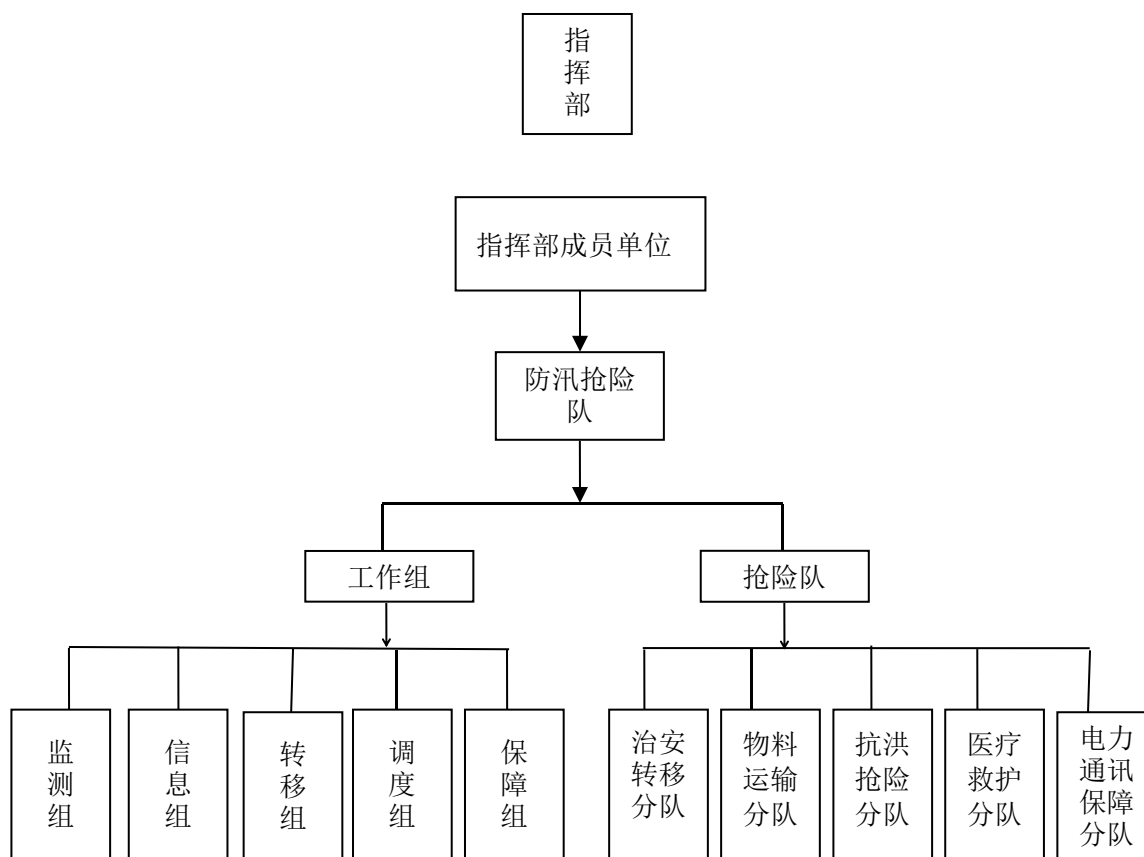 指
挥
部
指挥部成员单位
防汛抢险
队
工作组
抢险队
监
测
组
信
息
组
转
移
组
调
度
组
保
障
组
治安
转移
分队
物料
运输
分队
抗洪
抢险
分队
医疗
救护
分队
电力
通讯
保障
分队